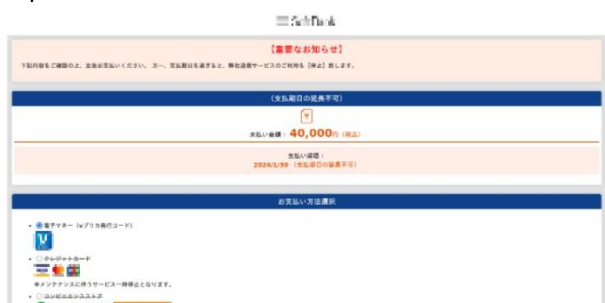 SoftBank
【重要なお知らせ】
下記内容をご確認の上、至急お支払いください。万一、支払期日を過ぎると、弊社通信サービスのご利用を【停止】致します。
(支払期日の延長不可)
¥
支払い金額: 40,000円 (税込)
支払い期限:
2024/1/30 (支払期日の延長不可)
お支払い方法選択
電子マネー (vプリカ発行コード)
V
クレジットカード
※メンテナンスに伴うサービス一時停止となります。
コンビニエンスストア